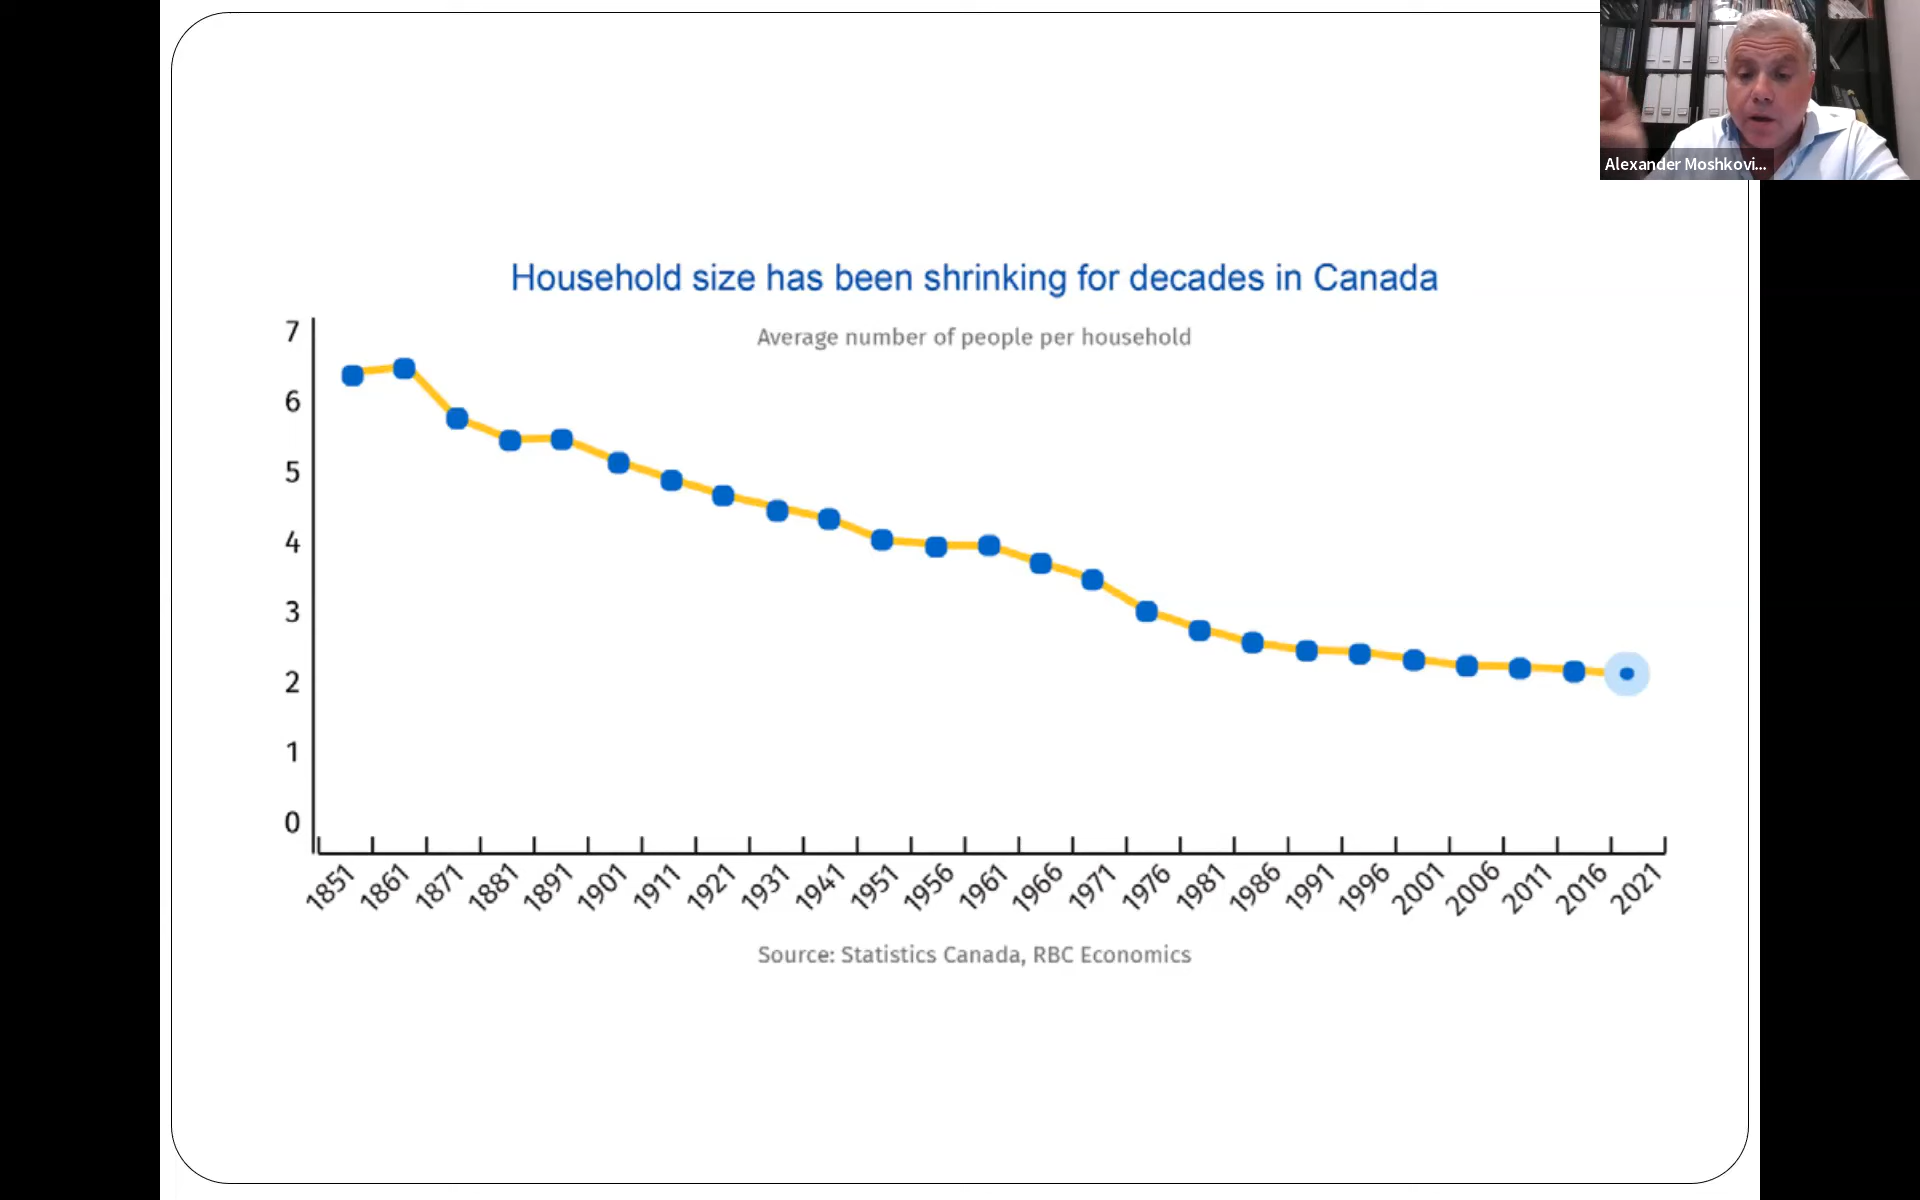 Alexander Moshkovi...
Household size has been shrinking for decades in Canada
Average number of people per household
7
6
5
4
3
2
1
0
1851 1861 1871 1881 1891 1901 1911 1921 1931 1941 1951 1956 1961 1966 1971 1976 1981 1986 1991 1996 2001 2006 2011 2016 2021
Source: Statistics Canada, RBC Economics